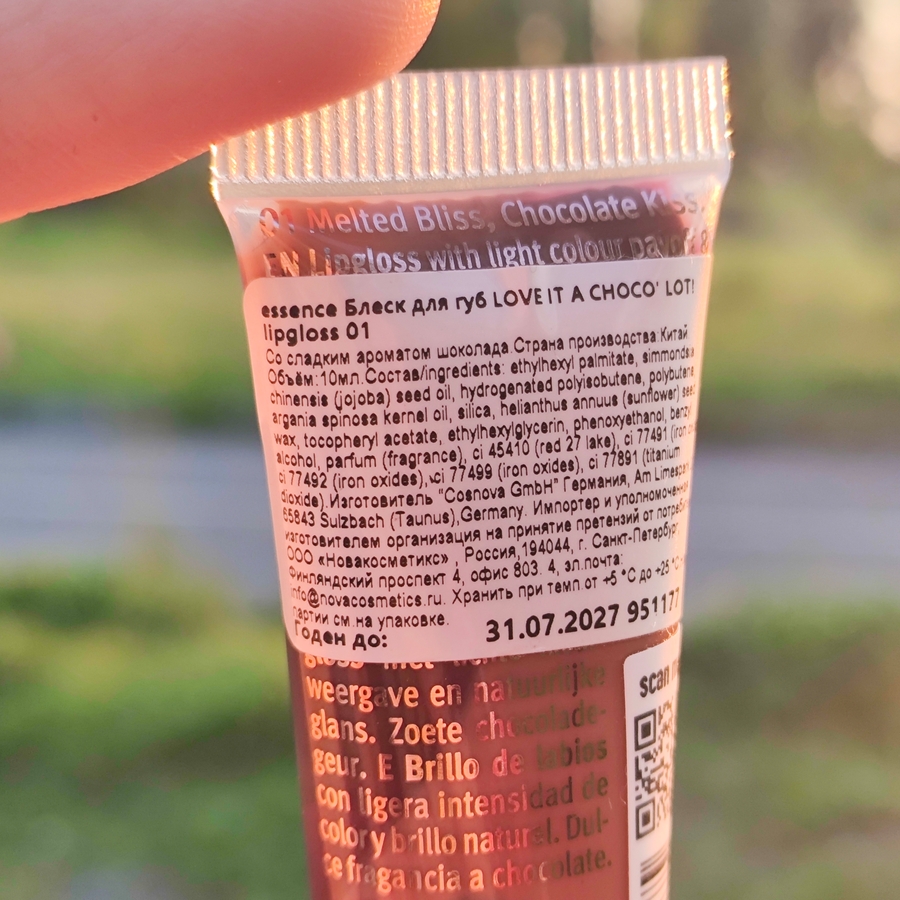 01 Melted Bliss, Chocolate Kiss,
EN Lipgloss with light colour payoff &
essence Блеск для губ LOVE IT A CHOCO' LOT!
lipgloss 01
Со сладким ароматом шоколада.Страна производства:Китай.
Объём:10мл.Состав/ingredients: ethylhexyl palmitate, simmondsia
chinensis (jojoba) seed oil, hydrogenated polyisobutene, polybutene,
argania spinosa kernel oil, silica, helianthus annuus (sunflower) seed
wax, tocopheryl acetate, ethylhexylglycerin, phenoxyethanol, benzyl
alcohol, parfum (fragrance), ci 45410 (red 27 lake), ci 77491 (iron
ci 77492 (iron oxides), ci 77499 (iron oxides), ci 77891 (titanium
dioxide).Изготовитель "Cosnova GmbH" Германия, Am Limespark
65843 Sulzbach (Taunus),Germany. Импортер и уполномоченная
изготовителем организация на принятие претензий от
ООО «Новакосметикс» , Россия,194044, г. Санкт-Петербург,
Финляндский проспект 4, офис 803. 4, эл.почта:
info@novacosmetics.ru. Хранить при темп.от +5 °C до +25 °C
партии см.на упаковке.
Годен до: 31.07.2027 951177
gloss met
weergave en natuurlijke
glans. Zoete chocolade-
geur. E Brillo de labios
con ligera intensidad de
color y brillo natural. Dul-
ce fragancia a chocolate.
scan